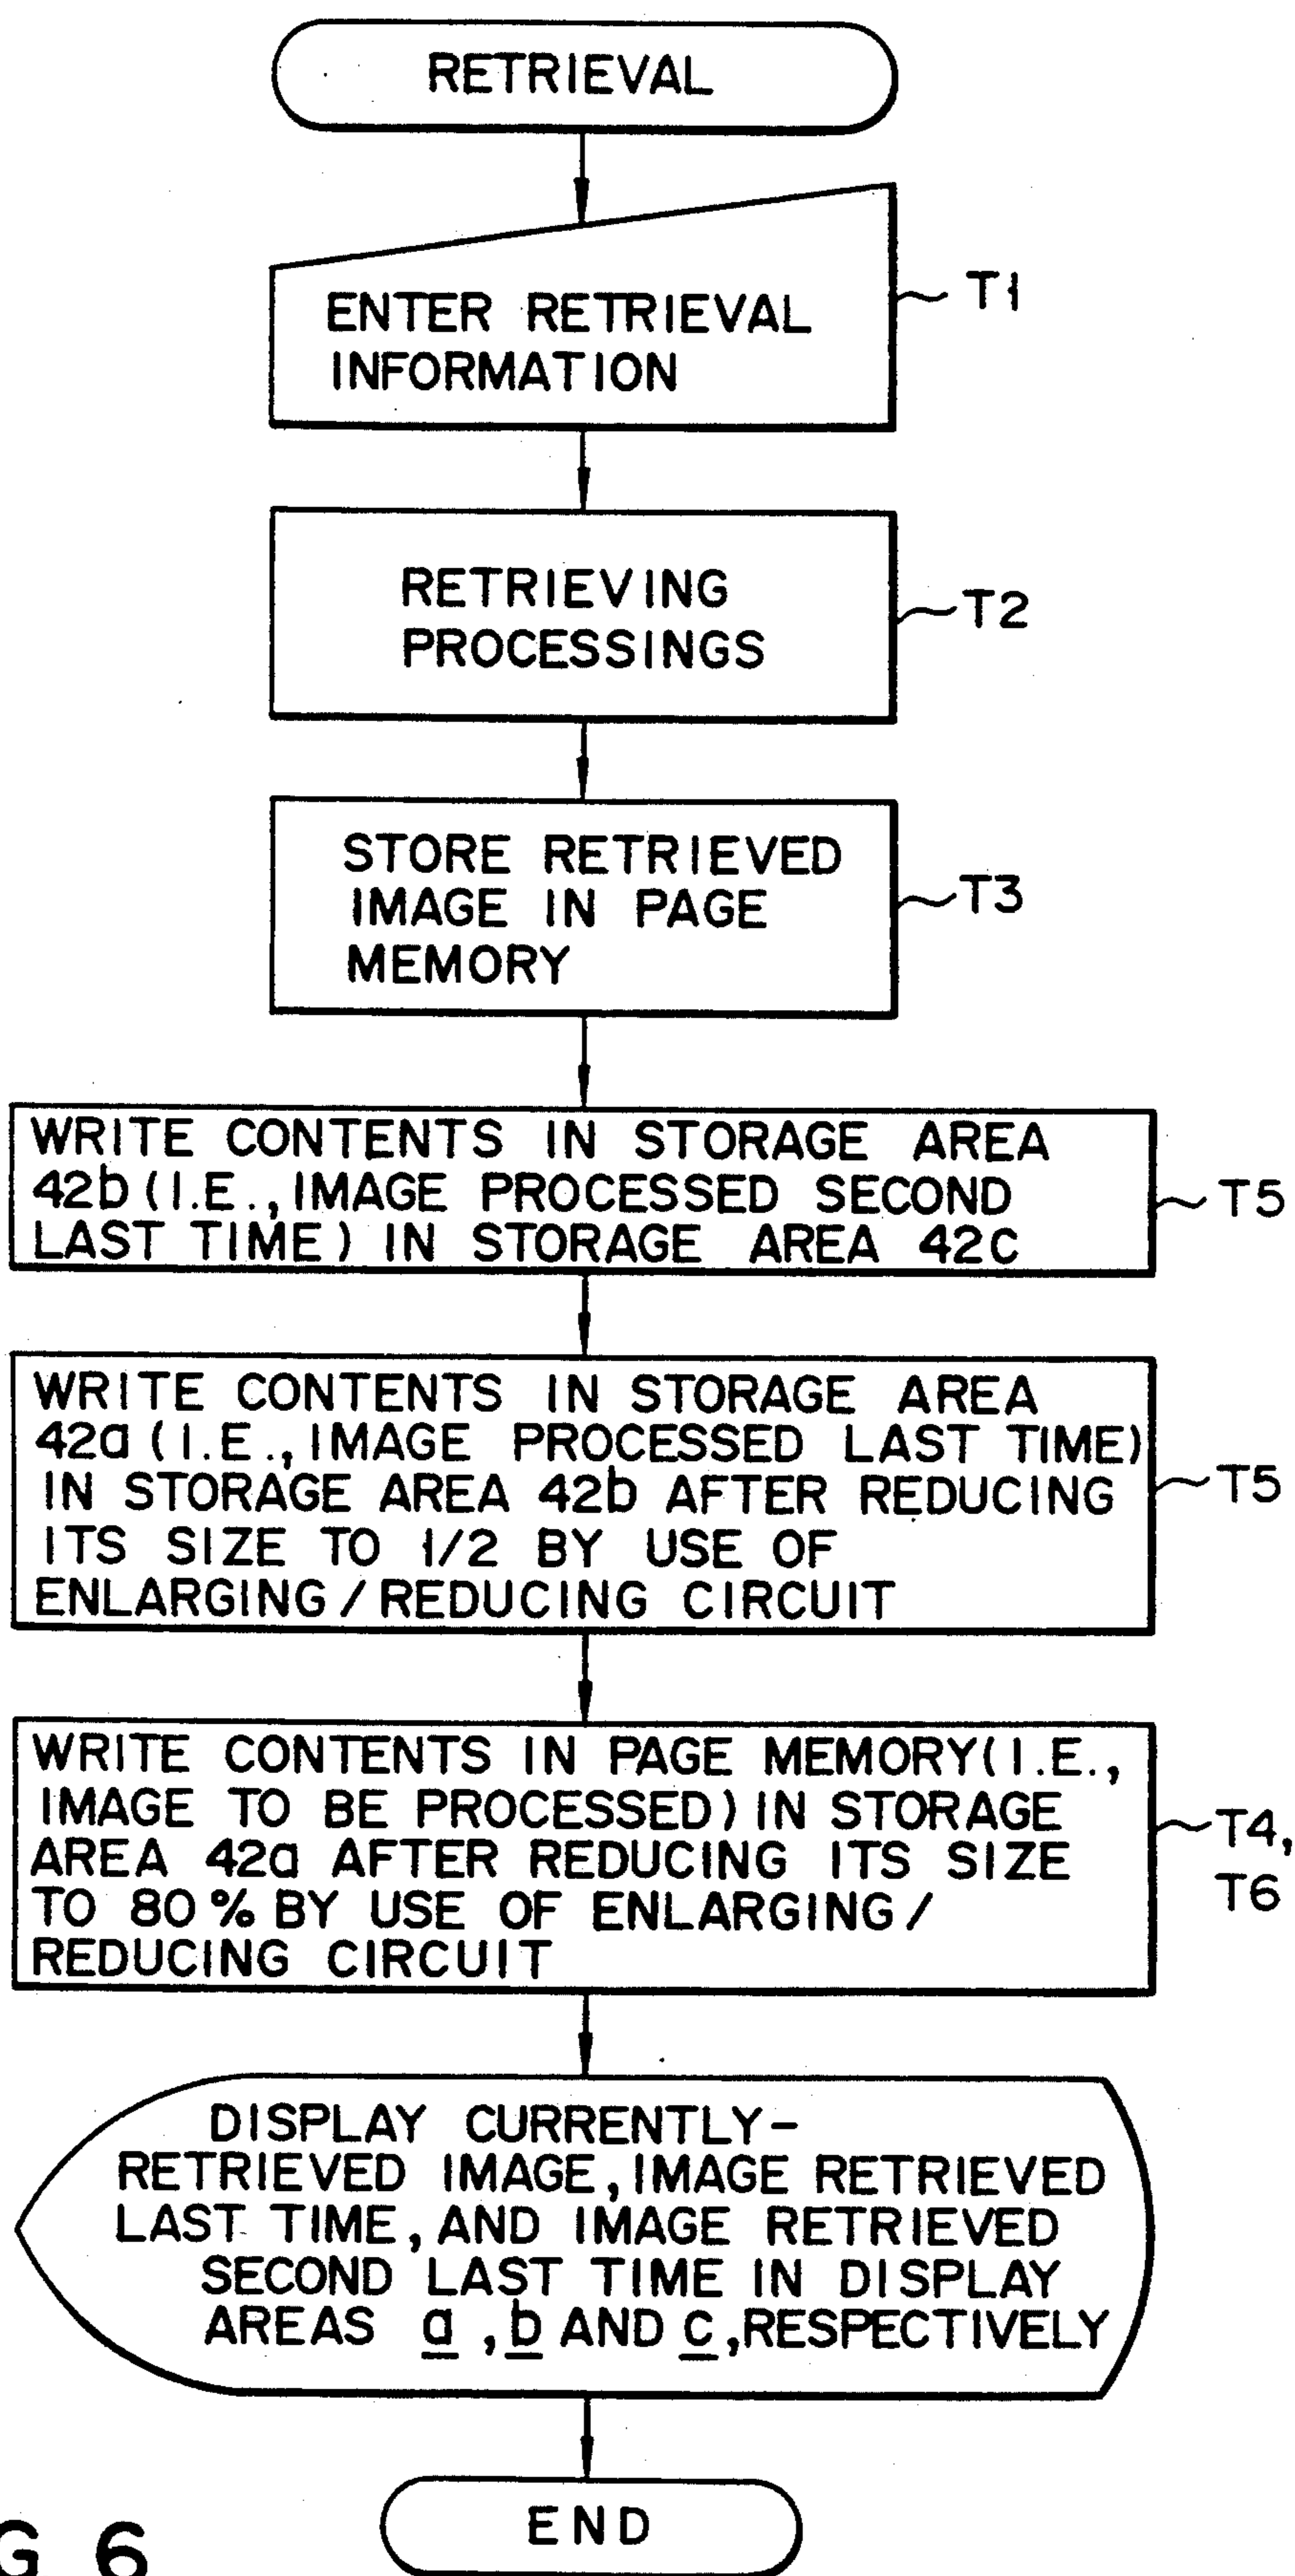 RETRIEVAL
ENTER RETRIEVAL
INFORMATION
T1
RETRIEVING
PROCESSINGS
T2
STORE RETRIEVED
IMAGE IN PAGE
MEMORY
T3
WRITE CONTENTS IN STORAGE AREA
42b (I.E., IMAGE PROCESSED SECOND
LAST TIME) IN STORAGE AREA 42C
T5
WRITE CONTENTS IN STORAGE AREA
42a (I.E., IMAGE PROCESSED LAST TIME)
IN STORAGE AREA 42b AFTER REDUCING
ITS SIZE TO 1/2 BY USE OF
ENLARGING/REDUCING CIRCUIT
T5
WRITE CONTENTS IN PAGE MEMORY (I.E.,
IMAGE TO BE PROCESSED) IN STORAGE
AREA 42a AFTER REDUCING ITS SIZE
TO 80% BY USE OF ENLARGING/
REDUCING CIRCUIT
T4,
T6
DISPLAY CURRENTLY-
RETRIEVED IMAGE, IMAGE RETRIEVED
LAST TIME, AND IMAGE RETRIEVED
SECOND LAST TIME IN DISPLAY
AREAS a, b AND c, RESPECTIVELY
END
G 6